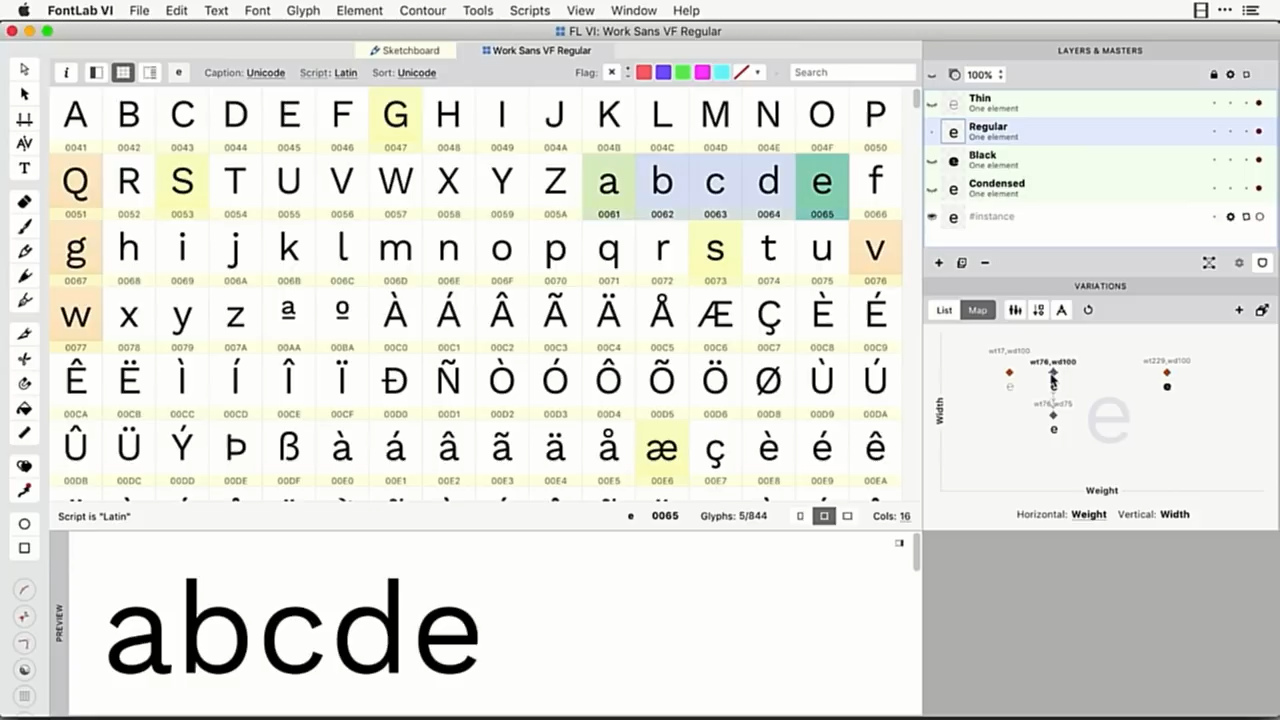 FontLab VI File Edit Text Font Glyph Element Contour Tools Scripts View Window Help
FL VI: Work Sans VF Regular
Sketchboard Work Sans VF Regular
i e Caption: Unicode Script: Latin Sort: Unicode Flag: Search
A B C D E F G H I J K L M N O P
0041 0042 0043 0044 0045 0046 0047 0048 0049 004A 004B 004C 004D 004E 004F 0050
Q R S T U V W X Y Z a b c d e f
0051 0052 0053 0054 0055 0056 0057 0058 0059 005A 0061 0062 0063 0064 0065 0066
g h i j k l m n o p q r s t u v
0067 0068 0069 006A 006B 006C 006D 006E 006F 0070 0071 0072 0073 0074 0075 0076
w x y z ª º À Á Â Ã Ä Å Æ Ç È É
0077 0078 0079 007A 00AA 00BA 00C0 00C1 00C2 00C3 00C4 00C5 00C6 00C7 00C8 00C9
Ê Ë Ì Í Î Ï Ð Ñ Ò Ó Ô Õ Ö Ø Ù Ú
00CA 00CB 00CC 00CD 00CE 00CF 00D0 00D1 00D2 00D3 00D4 00D5 00D6 00D8 00D9 00DA
Û Ü Ý Þ ß à á â ã ä å æ ç è é ê
00DB 00DC 00DD 00DE 00DF 00E0 00E1 00E2 00E3 00E4 00E5 00E6 00E7 00E8 00E9 00EA
Script is "Latin" e 0065 Glyphs: 5/844 Cols: 16
PREVIEW
abcde
LAYERS & MASTERS
100%
e Thin
One element
e Regular
One element
e Black
One element
e Condensed
One element
e #instance
VARIATIONS
List Map
wt17,wd100 wt76,wd100 wt229,wd100
e e e
wt76,wd75
e
e
Width
Weight
Horizontal: Weight Vertical: Width